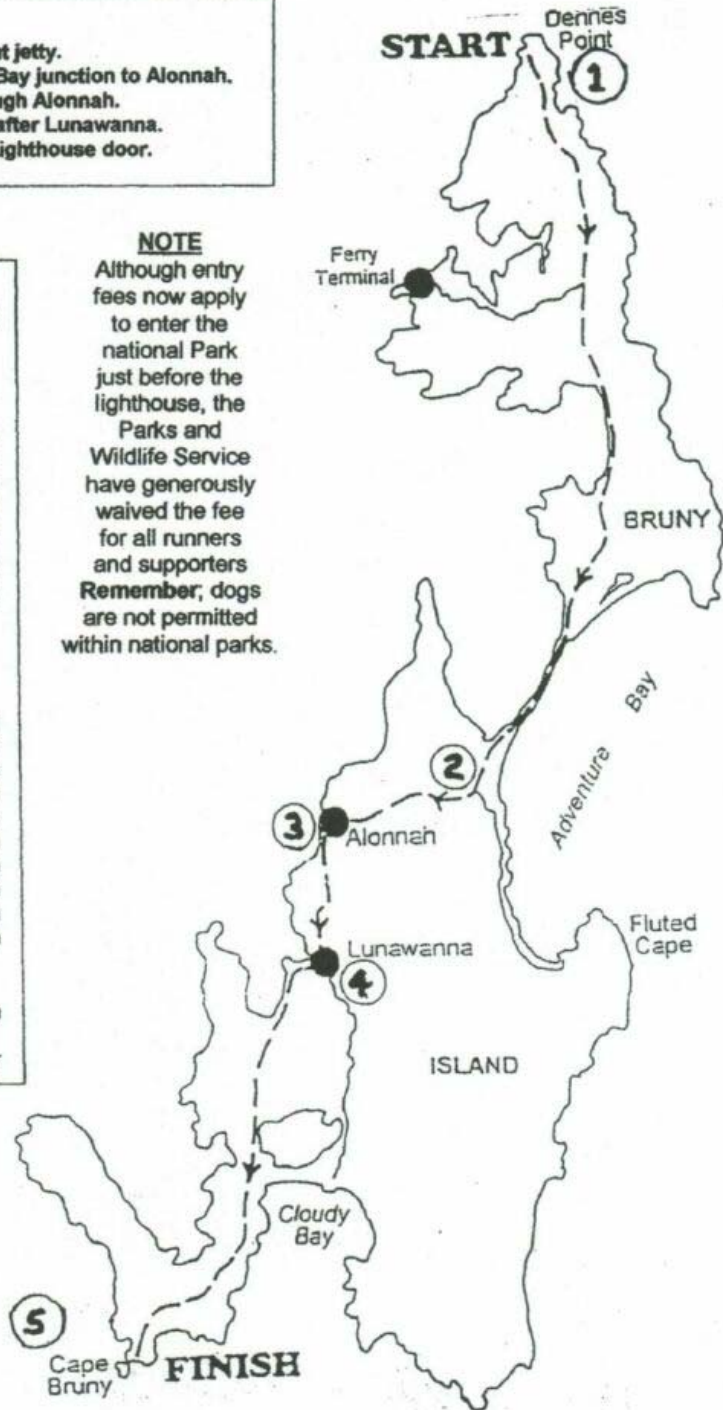 t jetty.
Bay junction to Alonnah.
gh Alonnah.
after Lunawanna.
ighthouse door.
NOTE
Although entry
fees now apply
to enter the
national Park
just before the
lighthouse, the
Parks and
Wildlife Service
have generously
waived the fee
for all runners
and supporters
Remember; dogs
are not permitted
within national parks.
START
Dennes
Point
1
Ferry
Terminal
BRUNY
Adventure Bay
2
3
Alonnah
Lunawanna
4
Fluted
Cape
ISLAND
Cloudy
Bay
5
Cape
Bruny
FINISH